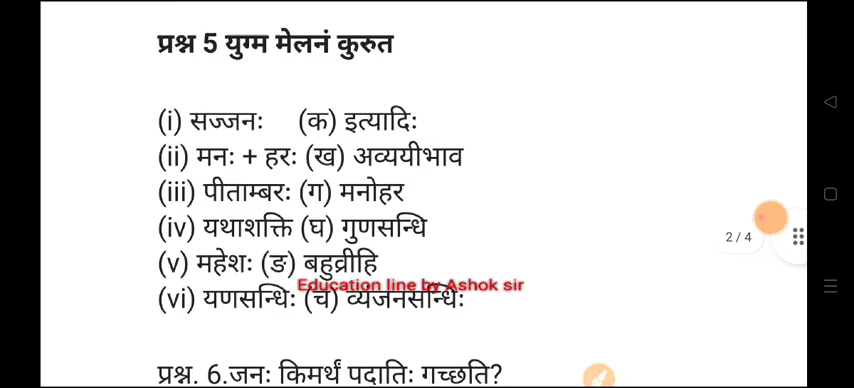 प्रश्न 5 युग्म मेलनं कुरुत
(i) सज्जनः (क) इत्यादिः
(ii) मनः + हरः (ख) अव्ययीभाव
(iii) पीताम्बरः (ग) मनोहर
(iv) यथाशक्ति (घ) गुणसन्धि
2 / 4
(v) महेशः (ङ) बहुव्रीहि
Education line by Ashok sir
(vi) यणसन्धिः (च) व्यंजनसन्धिः
प्रश्न. 6.जनः किमर्थं पदातिः गच्छति?